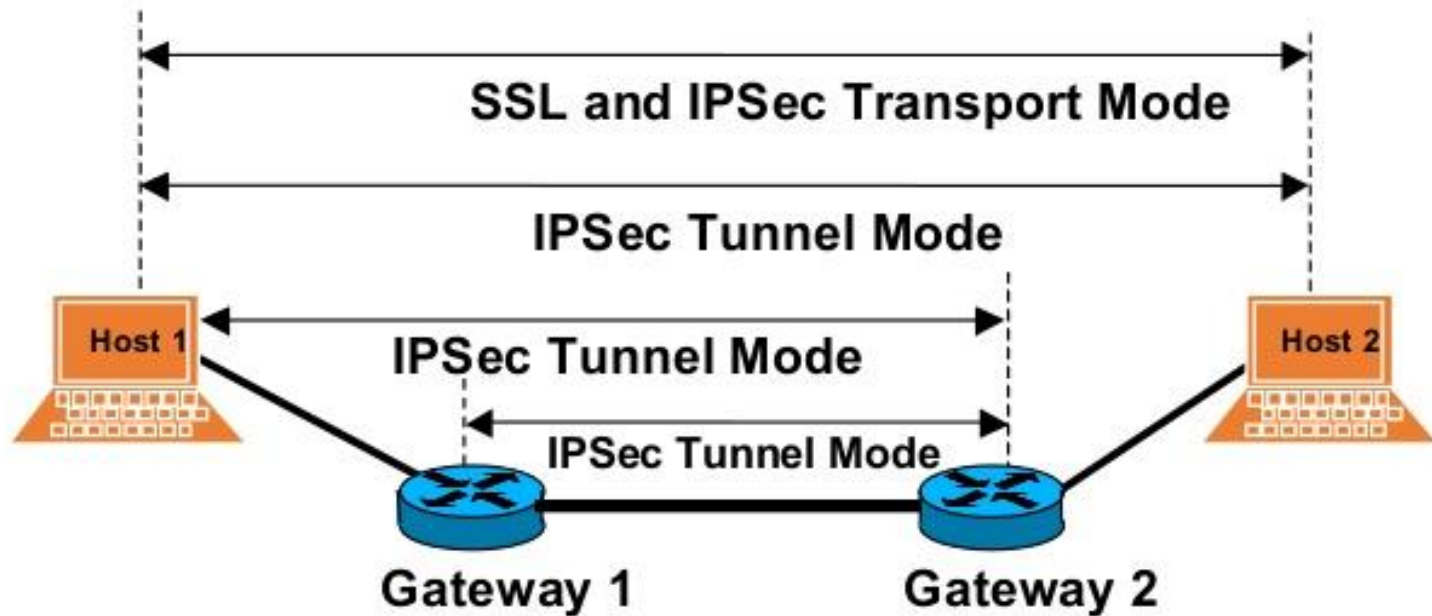 SSL and IPSec Transport Mode
IPSec Tunnel Mode
Host 1
Host 2
IPSec Tunnel Mode
IPSec Tunnel Mode
Gateway 1
Gateway 2